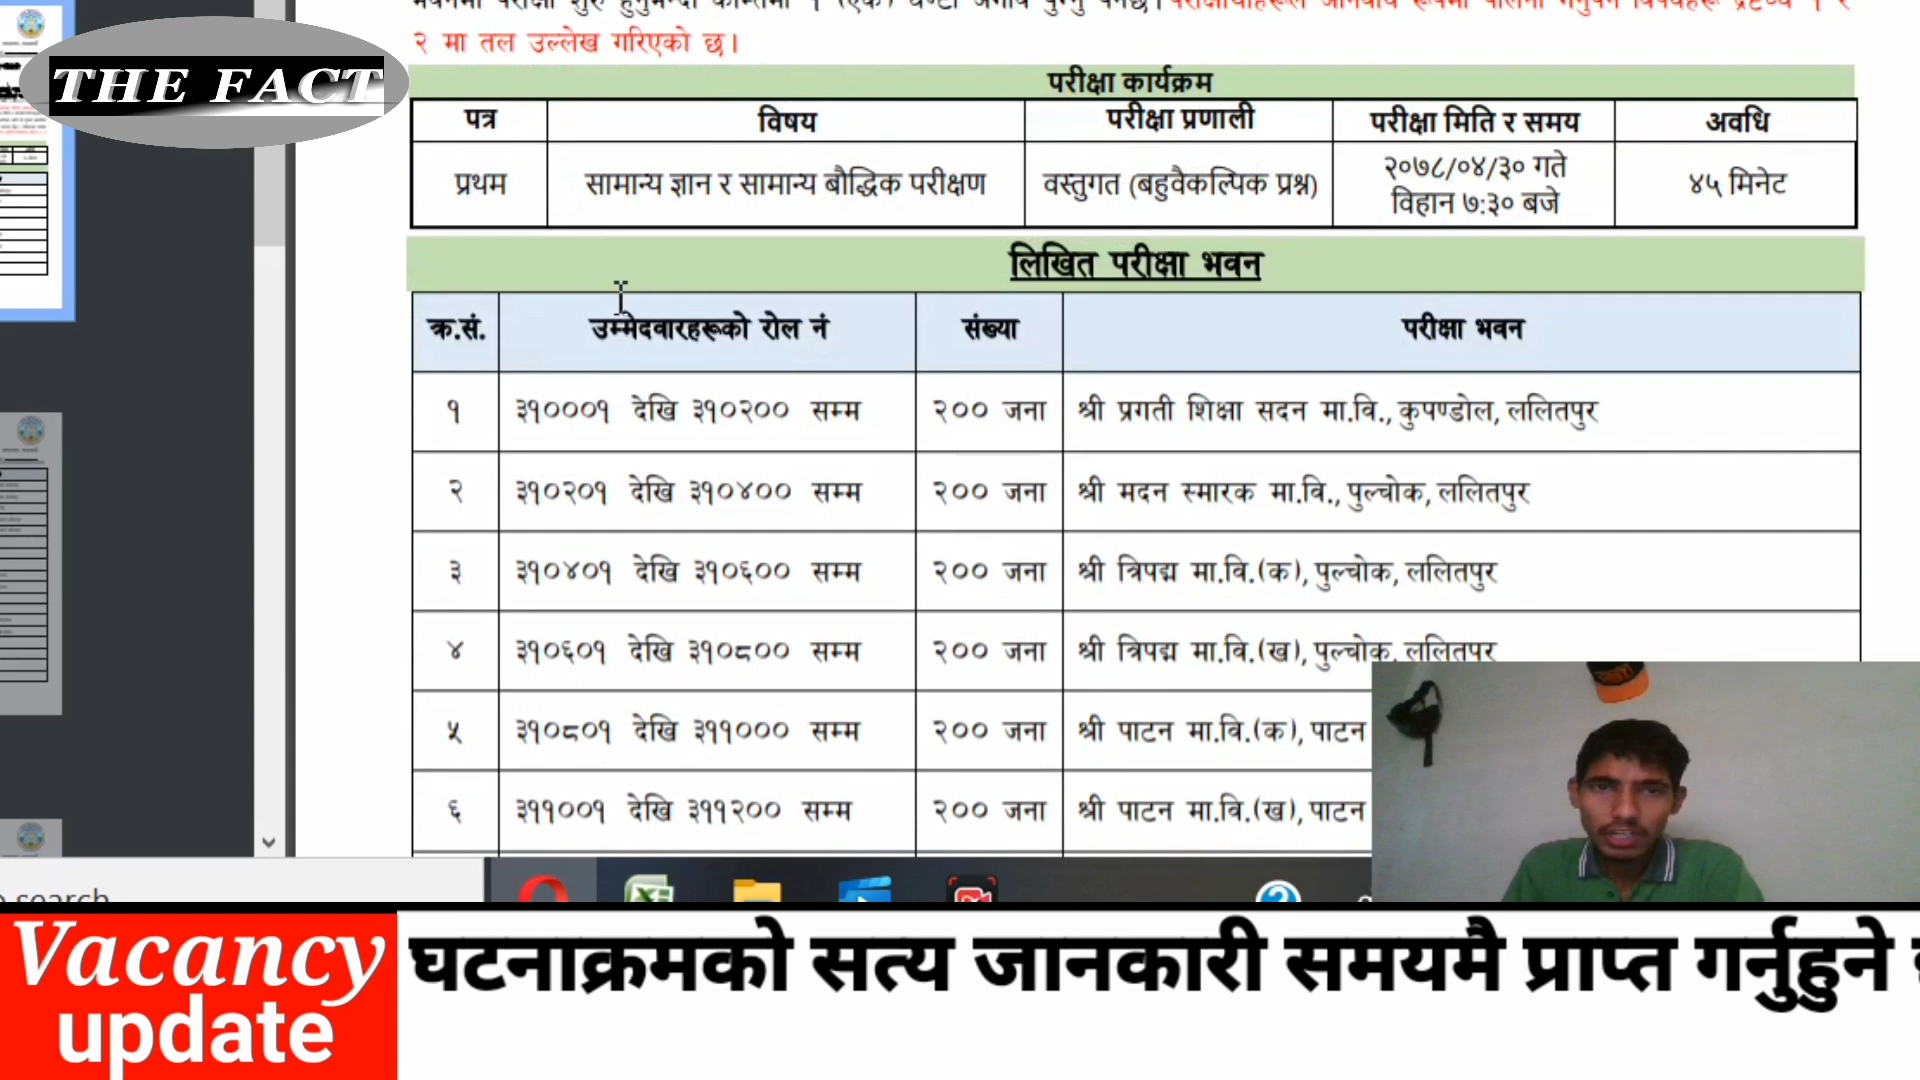 २ मा तल उल्लेख गरिएको छ।
THE FACT
परीक्षा कार्यक्रम
पत्र विषय परीक्षा प्रणाली परीक्षा मिति र समय अवधि
प्रथम सामान्य ज्ञान र सामान्य बौद्धिक परीक्षण वस्तुगत (बहुवैकल्पिक प्रश्न) २०७८/०४/३० गते विहान ७:३० बजे ४५ मिनेट
लिखित परीक्षा भवन
क्र.सं. उम्मेदवारहरूको रोल नं संख्या परीक्षा भवन
१ ३१०००१ देखि ३१०२०० सम्म २०० जना श्री प्रगती शिक्षा सदन मा.वि., कुपण्डोल, ललितपुर
२ ३१०२०१ देखि ३१०४०० सम्म २०० जना श्री मदन स्मारक मा.वि., पुल्चोक, ललितपुर
३ ३१०४०१ देखि ३१०६०० सम्म २०० जना श्री त्रिपद्म मा.वि.(क), पुल्चोक, ललितपुर
४ ३१०६०१ देखि ३१०८०० सम्म २०० जना श्री त्रिपद्म मा.वि.(ख), पुल्चोक, ललितपुर
५ ३१०८०१ देखि ३११००० सम्म २०० जना श्री पाटन मा.वि.(क), पाटन
६ ३११००१ देखि ३११२०० सम्म २०० जना श्री पाटन मा.वि.(ख), पाटन
search
Vacancy
update
घटनाक्रमको सत्य जानकारी समयमै प्राप्त गर्नुहुने